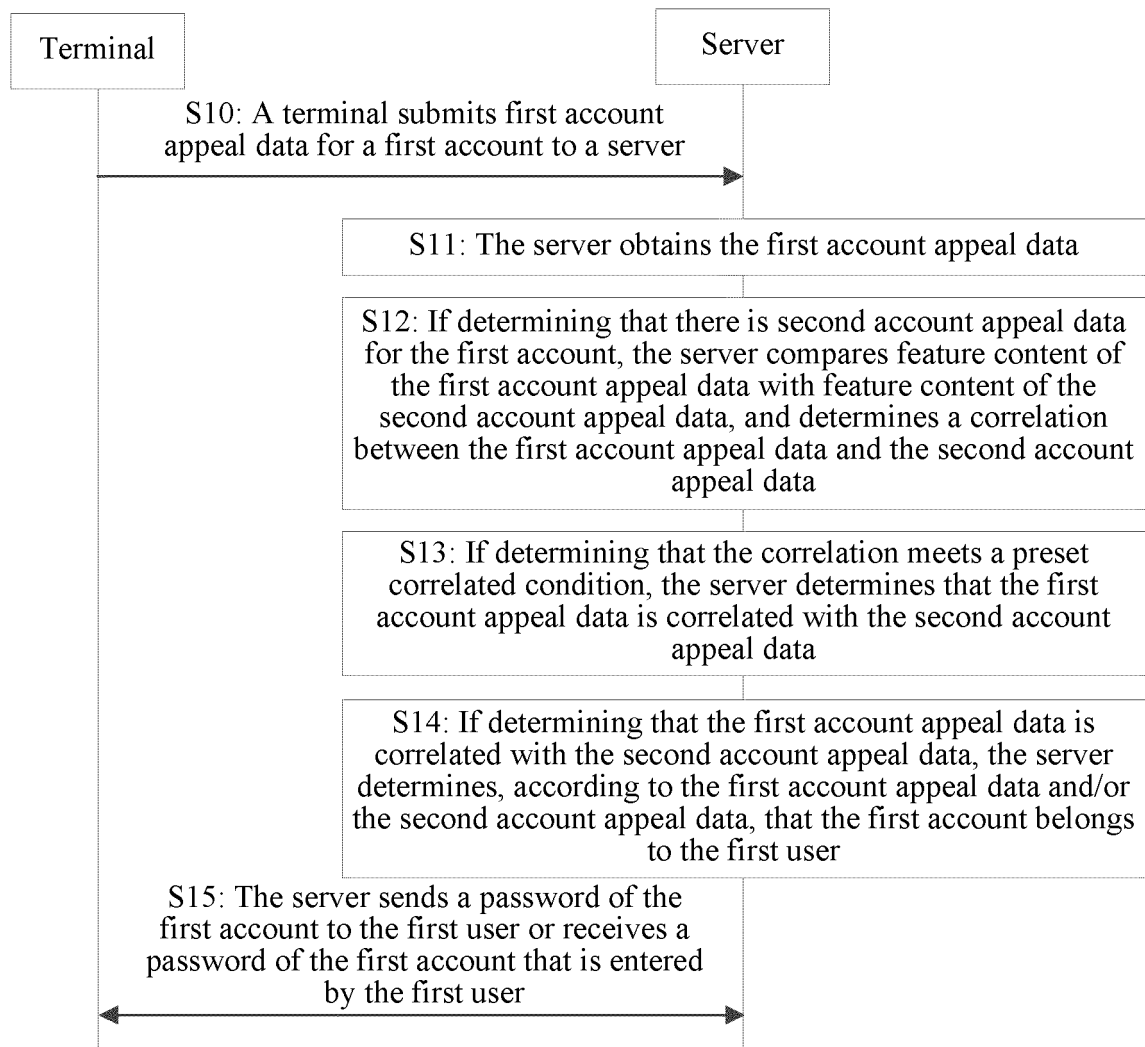 Terminal
Server
S10: A terminal submits first account
appeal data for a first account to a server
S11: The server obtains the first account appeal data
S12: If determining that there is second account appeal data
for the first account, the server compares feature content of
the first account appeal data with feature content of the
second account appeal data, and determines a correlation
between the first account appeal data and the second account
appeal data
S13: If determining that the correlation meets a preset
correlated condition, the server determines that the first
account appeal data is correlated with the second account
appeal data
S14: If determining that the first account appeal data is
correlated with the second account appeal data, the server
determines, according to the first account appeal data and/or
the second account appeal data, that the first account belongs
to the first user
S15: The server sends a password of the
first account to the first user or receives a
password of the first account that is entered
by the first user